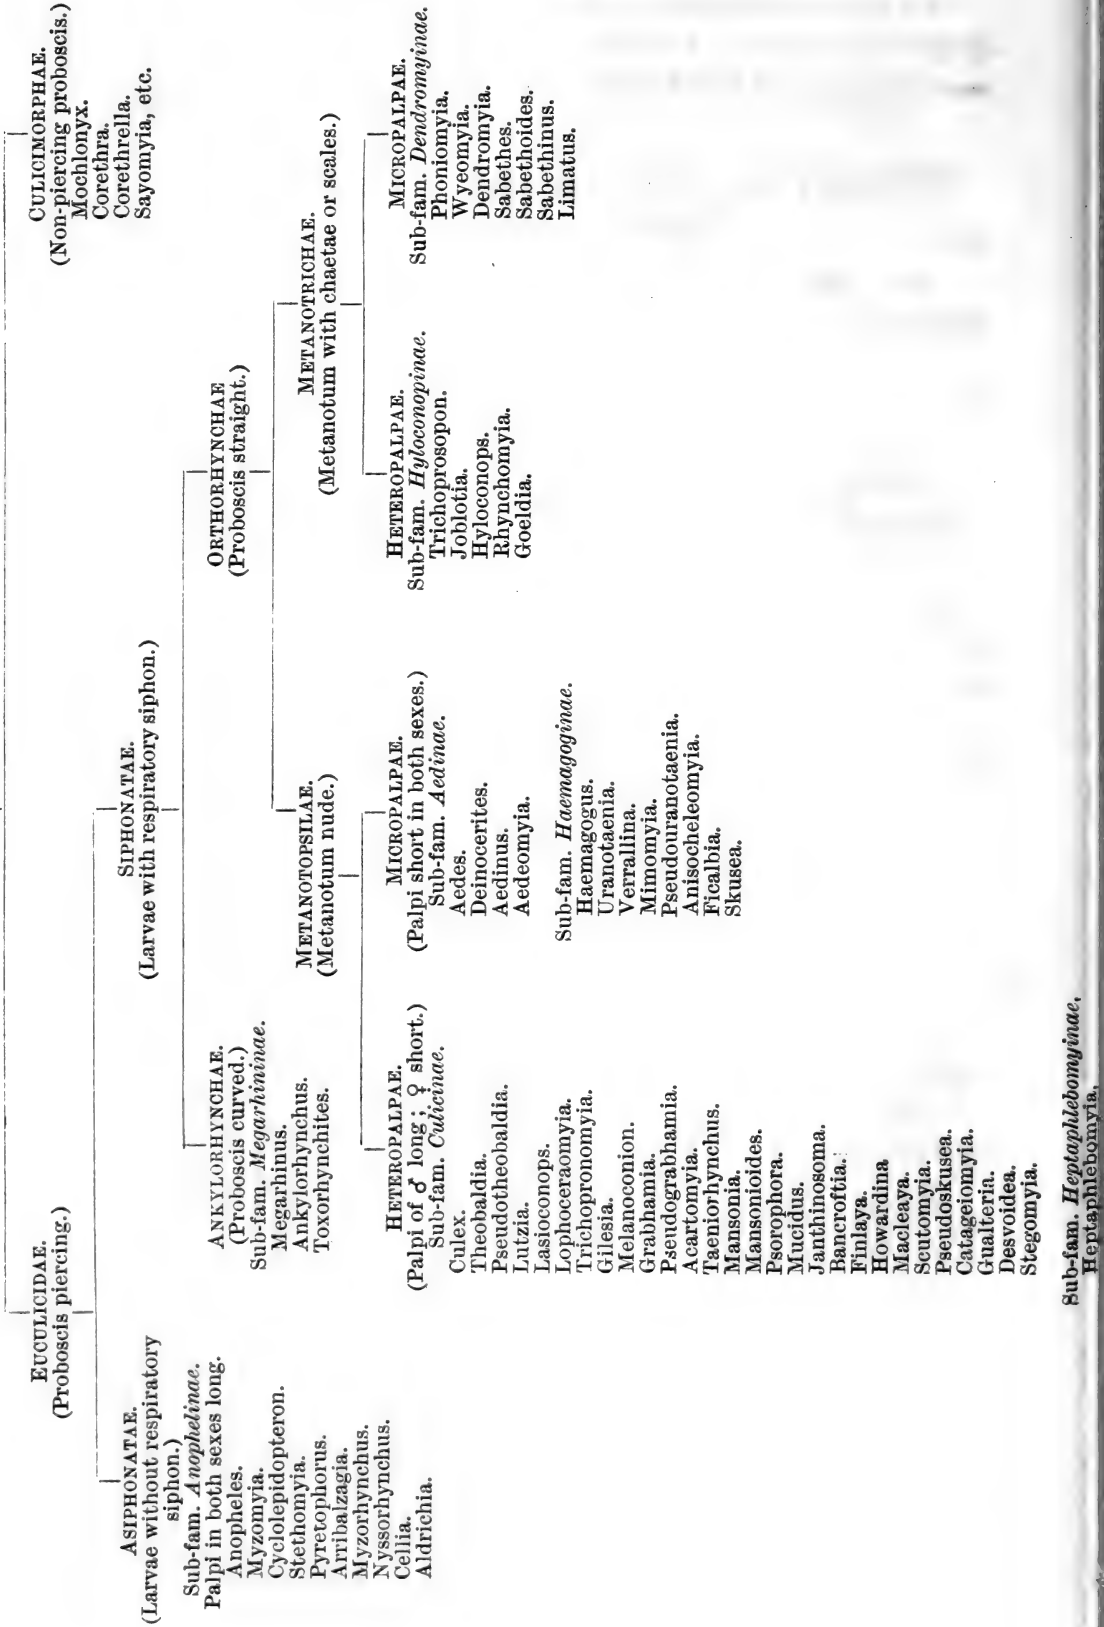 EUCULICIDAE.
(Proboscis piercing.)
CULICIMORPHAE.
(Non-piercing proboscis.)
Mochlonyx.
Corethra.
Corethrella.
Sayomyia, etc.
ASIPHONATAE.
(Larvae without respiratory
siphon.)
Sub-fam. Anophelinae.
Palpi in both sexes long.
Anopheles.
Myzomyia.
Cyclolepidopteron.
Stethomyia.
Pyretophorus.
Arribalzagia.
Myzorhynchus.
Nyssorhynchus.
Cellia.
Aldrichia.
SIPHONATAE.
(Larvae with respiratory siphon.)
ANKYLORHYNCHAE.
(Proboscis curved.)
Sub-fam. Megarhininae.
Megarhinus.
Ankylorhynchus.
Toxorhynchites.
ORTHORHYNCHAE
(Proboscis straight.)
METANOTOPSILAE.
(Metanotum nude.)
METANOTRICHAE.
(Metanotum with chaetae or scales.)
HETEROPALPAE.
(Palpi of ♂ long; ♀ short.)
Sub-fam. Culicinae.
Culex.
Theobaldia.
Pseudotheobaldia.
Lutzia.
Lasioconops.
Lophoceraomyia.
Trichopronomyia.
Gilesia.
Melanoconion.
Grabhamia.
Pseudograbhamia.
Acartomyia.
Taeniorhynchus.
Mansonia.
Mansonioides.
Psorophora.
Mucidus.
Janthinosoma.
Bancroftia.
Finlaya.
Howardina
Macleaya.
Scutomyia.
Pseudoskusea.
Catageiomyia.
Gualteria.
Desvoidea.
Stegomyia.
Sub-fam. Heptaphlebomyinae.
Heptaphlebomyia.
MICROPALPAE.
(Palpi short in both sexes.)
Sub-fam. Aedinae.
Aedes.
Deinocerites.
Aedinus.
Aedeomyia.
Sub-fam. Haemagoginae.
Haemagogus.
Uranotaenia.
Verrallina.
Mimomyia.
Pseudouranotaenia.
Anisocheleomyia.
Ficalbia.
Skusea.
HETEROPALPAE.
Sub-fam. Hyloconopinae.
Trichoprosopon.
Joblotia.
Hyloconops.
Rhynchomyia.
Goeldia.
MICROPALPAE.
Sub-fam. Dendromyinae.
Phoniomyia.
Wyeomyia.
Dendromyia.
Sabethes.
Sabethoides.
Sabethinus.
Limatus.